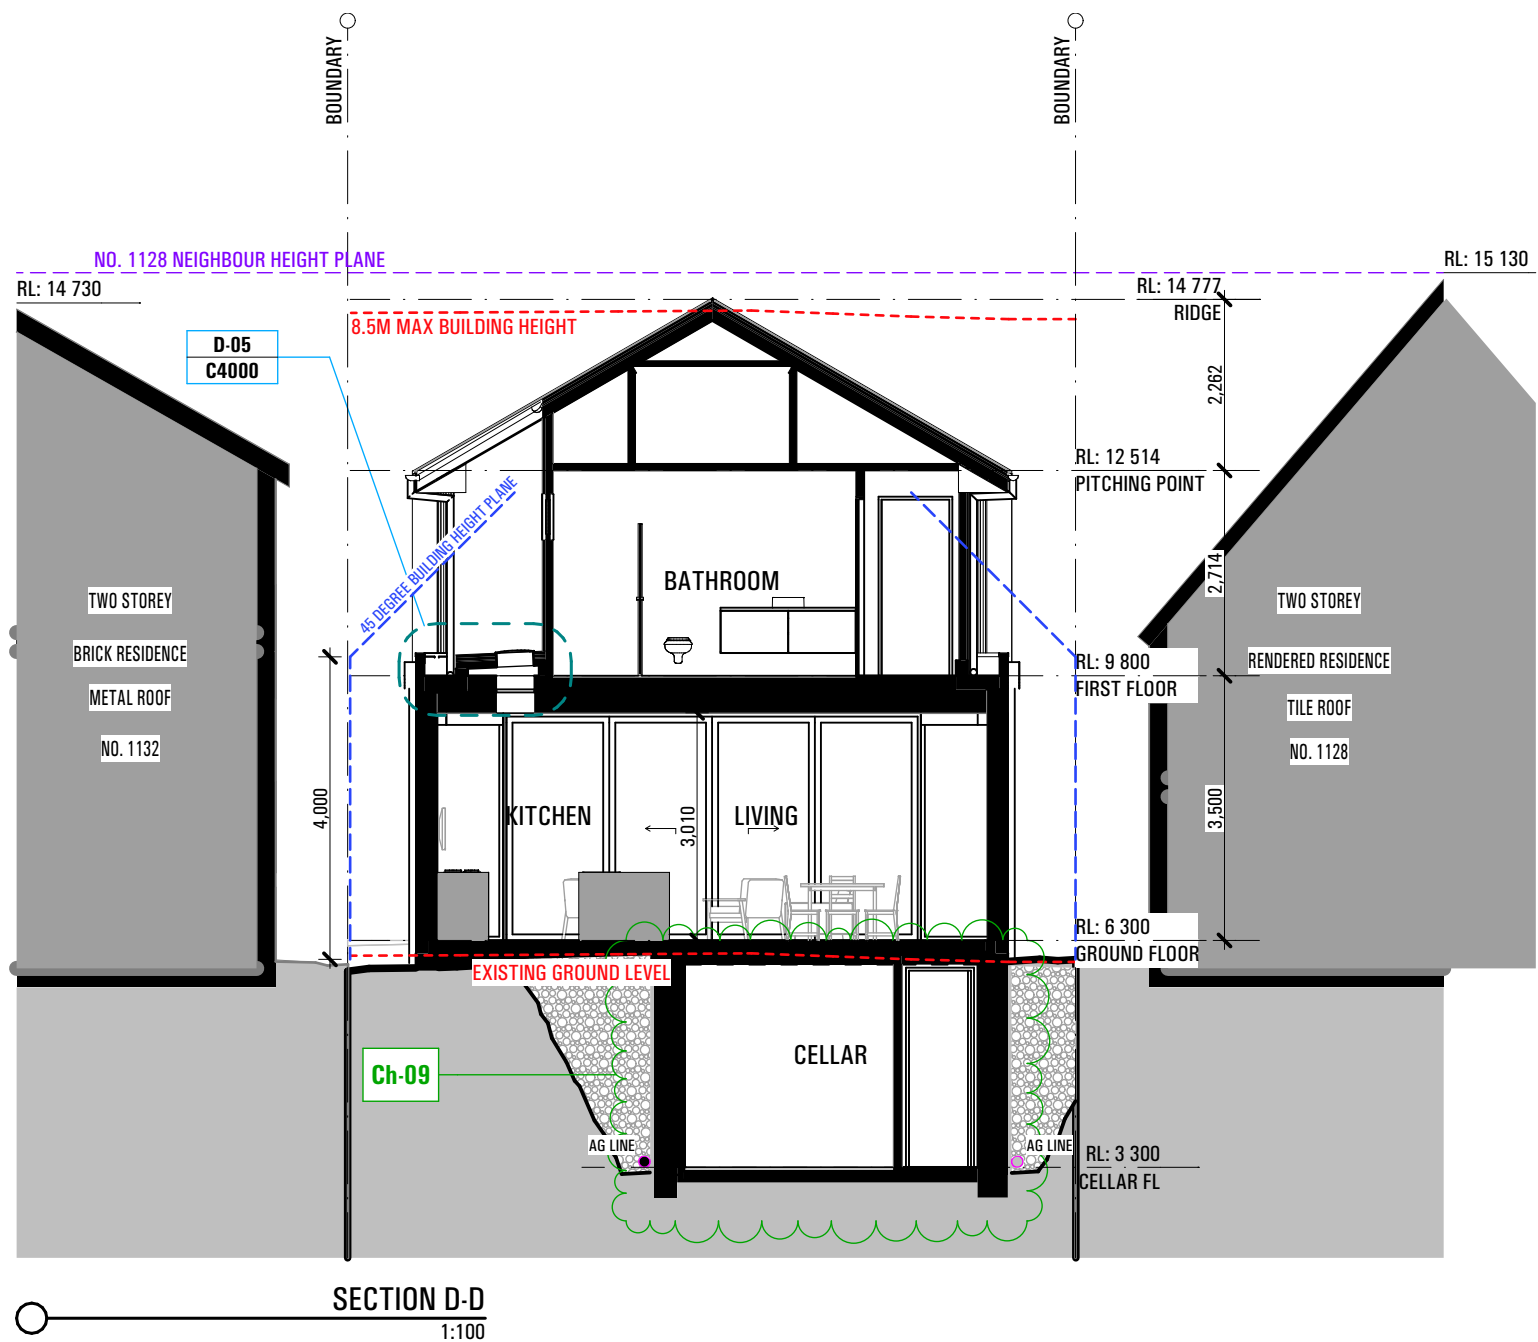 BOUNDARY
BOUNDARY
NO. 1128 NEIGHBOUR HEIGHT PLANE
RL: 15 130
RL: 14 730
RL: 14 777
RIDGE
8.5M MAX BUILDING HEIGHT
D-05
C4000
2,262
RL: 12 514
PITCHING POINT
45 DEGREE BUILDING HEIGHT PLANE
2,714
BATHROOM
TWO STOREY
BRICK RESIDENCE
METAL ROOF
NO. 1132
TWO STOREY
RENDERED RESIDENCE
TILE ROOF
NO. 1128
RL: 9 800
FIRST FLOOR
4,000
KITCHEN
3,010
LIVING
3,500
RL: 6 300
GROUND FLOOR
EXISTING GROUND LEVEL
CELLAR
Ch-09
AG LINE
AG LINE
RL: 3 300
CELLAR FL
SECTION D-D
1:100